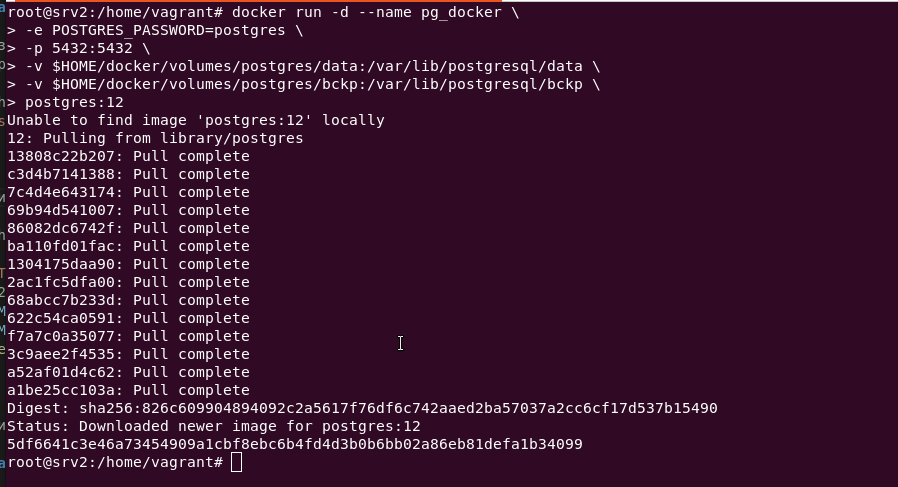 root@srv2:/home/vagrant# docker run -d --name pg_docker \
> -e POSTGRES_PASSWORD=postgres \
> -p 5432:5432 \
> -v $HOME/docker/volumes/postgres/data:/var/lib/postgresql/data \
> -v $HOME/docker/volumes/postgres/bckp:/var/lib/postgresql/bckp \
> postgres:12
Unable to find image 'postgres:12' locally
12: Pulling from library/postgres
13808c22b207: Pull complete
c3d4b7141388: Pull complete
7c4d4e643174: Pull complete
69b94d541007: Pull complete
86082dc6742f: Pull complete
ba110fd01fac: Pull complete
1304175daa90: Pull complete
2ac1fc5dfa00: Pull complete
68abcc7b233d: Pull complete
622c54ca0591: Pull complete
f7a7c0a35077: Pull complete
3c9aee2f4535: Pull complete
a52af01d4c62: Pull complete
a1be25cc103a: Pull complete
Digest: sha256:826c609904894092c2a5617f76df6c742aaed2ba57037a2cc6cf17d537b15490
Status: Downloaded newer image for postgres:12
5df6641c3e46a73454909a1cbf8ebc6b4fd4d3b0b6bb02a86eb81defa1b34099
root@srv2:/home/vagrant#